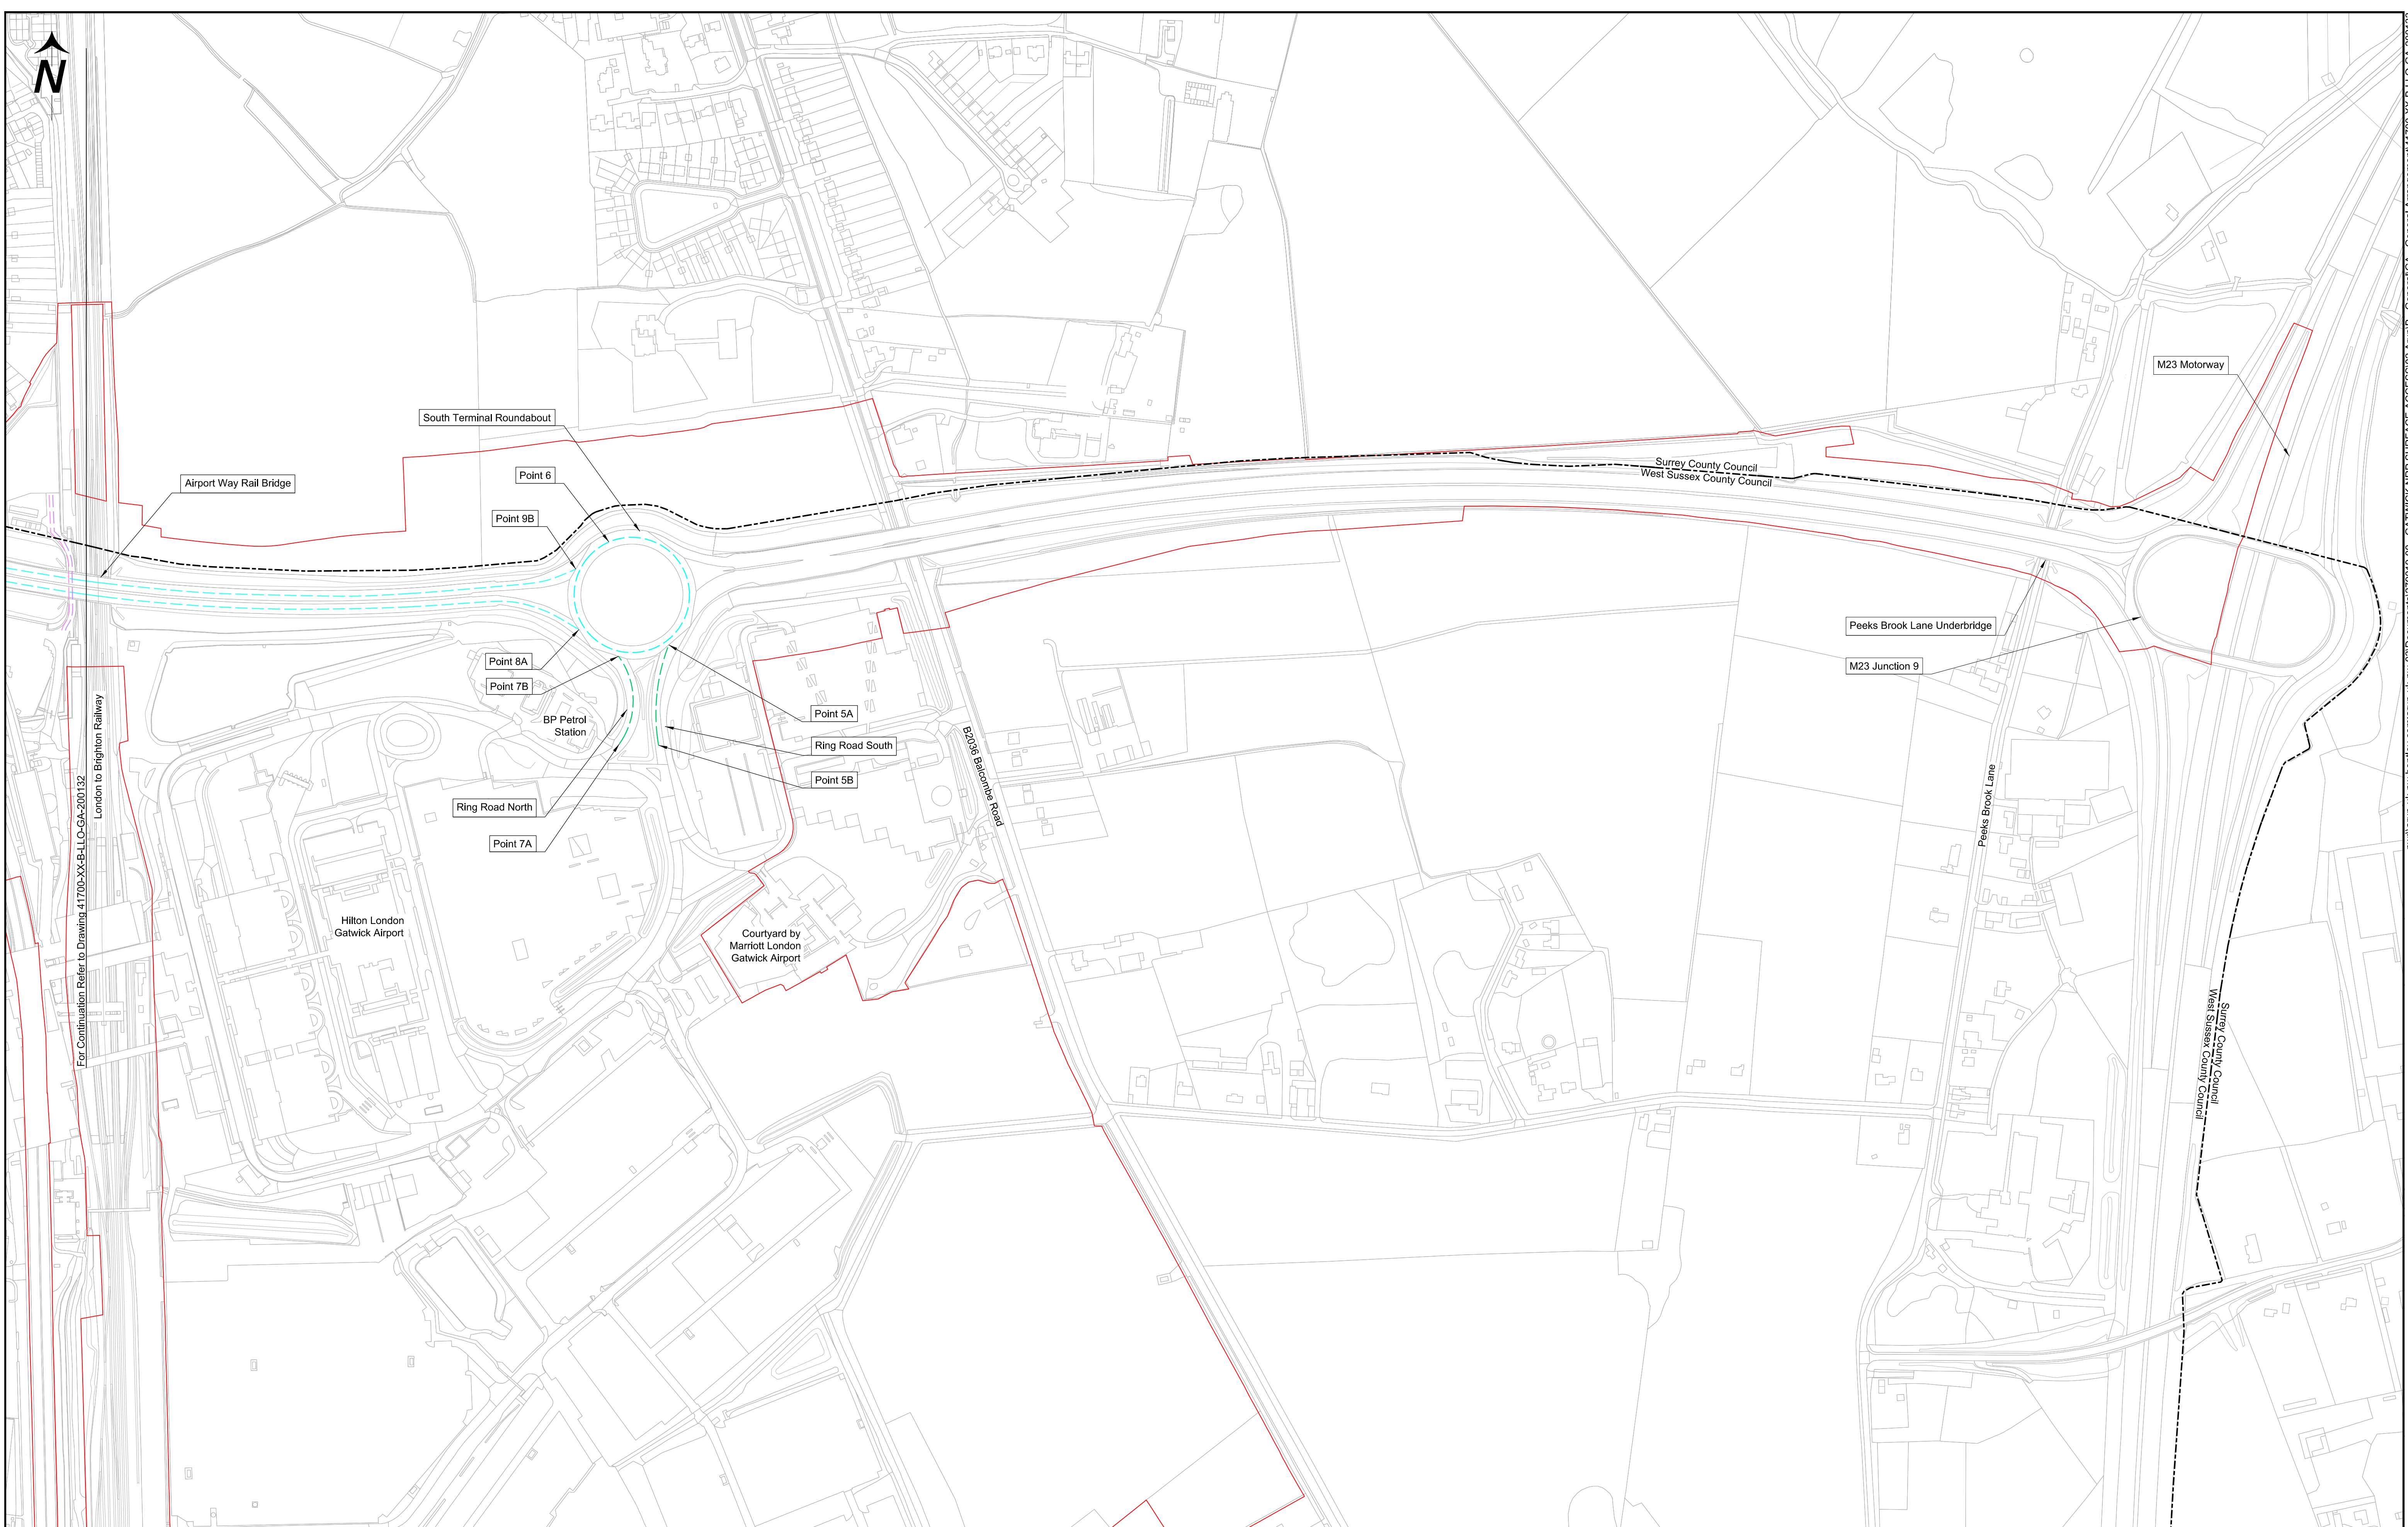 N
M23 Motorway
South Terminal Roundabout
Surrey County Council
West Sussex County Council
Point 6
Airport Way Rail Bridge
Point 9B
Peeks Brook Lane Underbridge
Point 8A
M23 Junction 9
Point 7B
Point 5A
BP Petrol
Station
Ring Road South
B2036 Balcombe Road
Point 5B
London to Brighton Railway
For Continuation Refer to Drawing 41700-XX-B-LLO-GA-200132
Ring Road North
Peeks Brook Lane
Point 7A
Hilton London
Gatwick Airport
Courtyard by
Marriott London
Gatwick Airport
Surrey County Council
West Sussex County Council